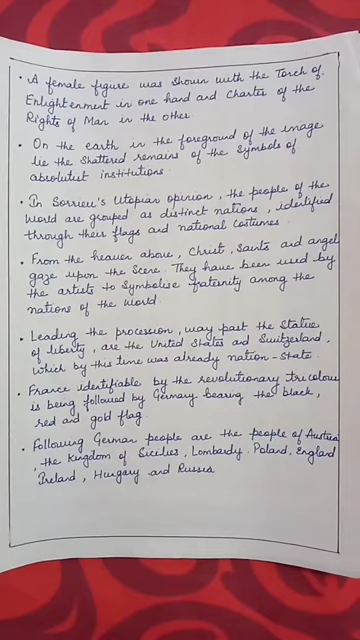 • A female figure was shown with the Torch of
Enlightenment in one hand and Charter of the
Rights of Man in the other
• On the earth in the foreground of the image
lie the shattered remains of the symbols of
absolutist institutions.
• In Sorrieu's Utopian opinion, the people of the
world are grouped as distinct nations, identified
through their flags and national costumes
• From the heaven above, Christ, Saints and angel
gaze upon the scene. They have been used by
the artists to symbolise fraternity among the
nations of the world.
• Leading the procession, way past the Statue
of liberty, are the United States and Switzerland,
which by this time was already nation-state.
• France identifiable by the revolutionary tricolour
is being followed by Germany bearing the black,
red and gold flag.
• Following German people are the people of Austria
, the Kingdom of Sicilies, Lombardy. Poland, England
Ireland, Hungary and Russia